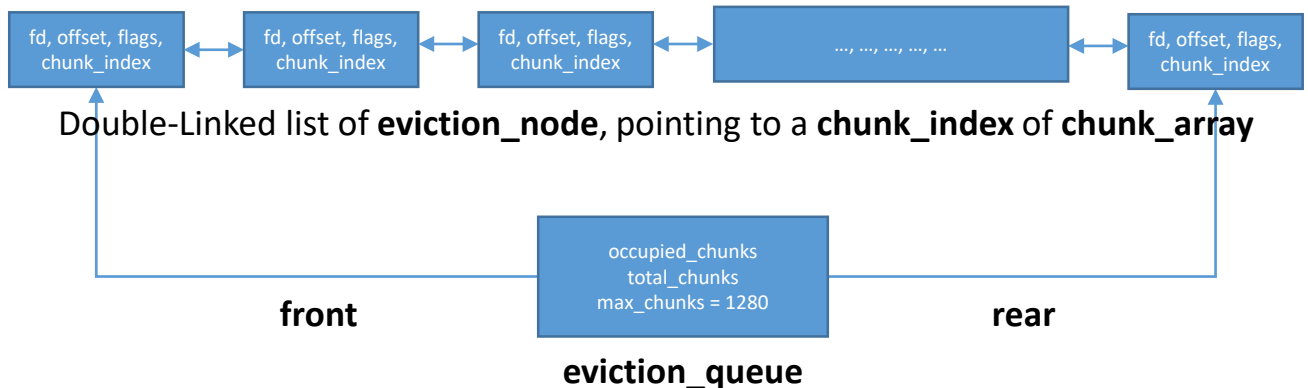 fd, offset, flags,
chunk_index
fd, offset, flags,
chunk_index
fd, offset, flags,
chunk_index
..., ..., ..., ..., ...
fd, offset, flags,
chunk_index
Double-Linked list of eviction_node, pointing to a chunk_index of chunk_array
occupied_chunks
total_chunks
max_chunks = 1280
front
rear
eviction_queue